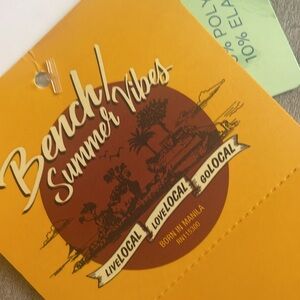 Bench/
Summer Vibes
LIVELOCAL
LOVELOCAL
GOLOCAL
BORN IN MANILA
10% ELA
% POLY